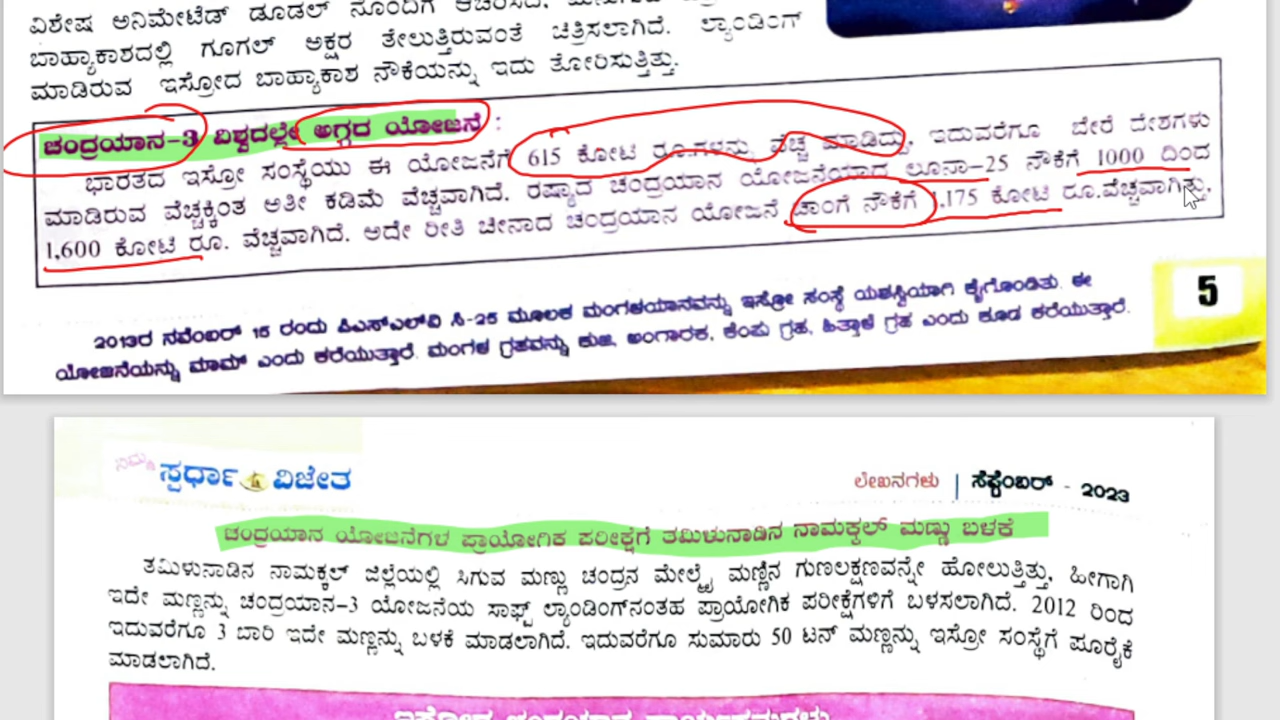 ವಿಶೇಷ ಅನಿಮೇಟೆಡ್ ಡೂಡಲ್ ನೊಂದಿಗೆ ಆಚರಿಸಿದೆ,
ಬಾಹ್ಯಾಕಾಶದಲ್ಲಿ ಗೂಗಲ್ ಅಕ್ಷರ ತೇಲುತ್ತಿರುವಂತೆ ಚಿತ್ರಿಸಲಾಗಿದೆ. ಲ್ಯಾಂಡಿಂಗ್
ಮಾಡಿರುವ ಇಸ್ರೋದ ಬಾಹ್ಯಾಕಾಶ ನೌಕೆಯನ್ನು ಇದು ತೋರಿಸುತ್ತಿತ್ತು.
ಚಂದ್ರಯಾನ-3 ವಿಶ್ವದಲ್ಲೇ ಅಗ್ಗದ ಯೋಜನೆ :
ಭಾರತದ ಇಸ್ರೋ ಸಂಸ್ಥೆಯು ಈ ಯೋಜನೆಗೆ 615 ಕೋಟಿ ರೂ.ಗಳನ್ನು ವೆಚ್ಚ ಮಾಡಿದ್ದು, ಇದುವರೆಗೂ ಬೇರೆ ದೇಶಗಳು
ಮಾಡಿರುವ ವೆಚ್ಚಕ್ಕಿಂತ ಅತೀ ಕಡಿಮೆ ವೆಚ್ಚವಾಗಿದೆ. ರಷ್ಯಾದ ಚಂದ್ರಯಾನ ಯೋಜನೆಯಾದ ಲೂನಾ-25 ನೌಕೆಗೆ 1000 ದಿಂದ
1,600 ಕೋಟಿ ರೂ. ವೆಚ್ಚವಾಗಿದೆ. ಅದೇ ರೀತಿ ಚೀನಾದ ಚಂದ್ರಯಾನ ಯೋಜನೆ ಚಾಂಗೆ ನೌಕೆಗೆ 1,175 ಕೋಟಿ ರೂ.ವೆಚ್ಚವಾಗಿತ್ತು.
2013ರ ನವೆಂಬರ್ 15 ರಂದು ಪಿಎಸ್ಎಲ್‌ವಿ ಸಿ-25 ಮೂಲಕ ಮಂಗಳಯಾನವನ್ನು ಇಸ್ರೋ ಸಂಸ್ಥೆ ಯಶಸ್ವಿಯಾಗಿ ಕೈಗೊಂಡಿತು. ಈ
ಯೋಜನೆಯನ್ನು ಮಾಮ್ ಎಂದು ಕರೆಯುತ್ತಾರೆ. ಮಂಗಳ ಗ್ರಹವನ್ನು ಕುಜ, ಅಂಗಾರಕ, ಕೆಂಪು ಗ್ರಹ, ಹಿತ್ತಾಳೆ ಗ್ರಹ ಎಂದು ಕೂಡ ಕರೆಯುತ್ತಾರೆ.
5
ನಿಮ್ಮ ಸ್ಪರ್ಧಾ ವಿಜೇತ
ಲೇಖನಗಳು | ಸೆಪ್ಟೆಂಬರ್ - 2023
ಚಂದ್ರಯಾನ ಯೋಜನೆಗಳ ಪ್ರಾಯೋಗಿಕ ಪರೀಕ್ಷೆಗೆ ತಮಿಳುನಾಡಿನ ನಾಮಕ್ಕಲ್ ಮಣ್ಣು ಬಳಕೆ
ತಮಿಳುನಾಡಿನ ನಾಮಕ್ಕಲ್ ಜಿಲ್ಲೆಯಲ್ಲಿ ಸಿಗುವ ಮಣ್ಣು ಚಂದ್ರನ ಮೇಲ್ಮೈ ಮಣ್ಣಿನ ಗುಣಲಕ್ಷಣವನ್ನೇ ಹೋಲುತ್ತಿತ್ತು, ಹೀಗಾಗಿ
ಇದೇ ಮಣ್ಣನ್ನು ಚಂದ್ರಯಾನ-3 ಯೋಜನೆಯ ಸಾಫ್ಟ್ ಲ್ಯಾಂಡಿಂಗ್‌ನಂತಹ ಪ್ರಾಯೋಗಿಕ ಪರೀಕ್ಷೆಗಳಿಗೆ ಬಳಸಲಾಗಿದೆ. 2012 ರಿಂದ
ಇದುವರೆಗೂ 3 ಬಾರಿ ಇದೇ ಮಣ್ಣನ್ನು ಬಳಕೆ ಮಾಡಲಾಗಿದೆ. ಇದುವರೆಗೂ ಸುಮಾರು 50 ಟನ್ ಮಣ್ಣನ್ನು ಇಸ್ರೋ ಸಂಸ್ಥೆಗೆ ಪೂರೈಕೆ
ಮಾಡಲಾಗಿದೆ.